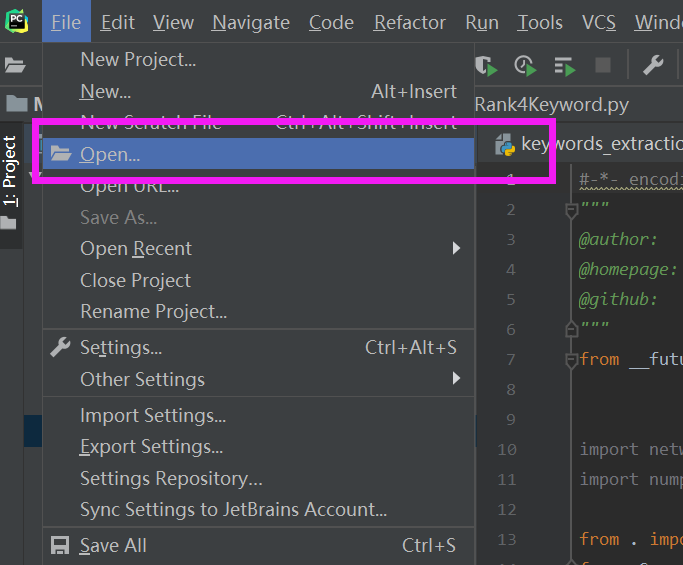 PC File Edit View Navigate Code Refactor Run Tools VCS
New Project...
New... Alt+Insert
Rank4Keyword.py
New Scratch File Ctrl+Alt+Shift+Insert
1: Project
Open...
keywords_extractio
Open URL...
1 #-*- encod
Save As...
2 """
Open Recent
3 @author:
Close Project
4 @homepage:
Rename Project...
5 @github:
6 """
Settings... Ctrl+Alt+S
7 from __futu
Other Settings
8
Import Settings...
9
Export Settings...
10 import netw
Settings Repository...
11 import nump
Sync Settings to JetBrains Account...
12
Save All Ctrl+S
13 from . impo